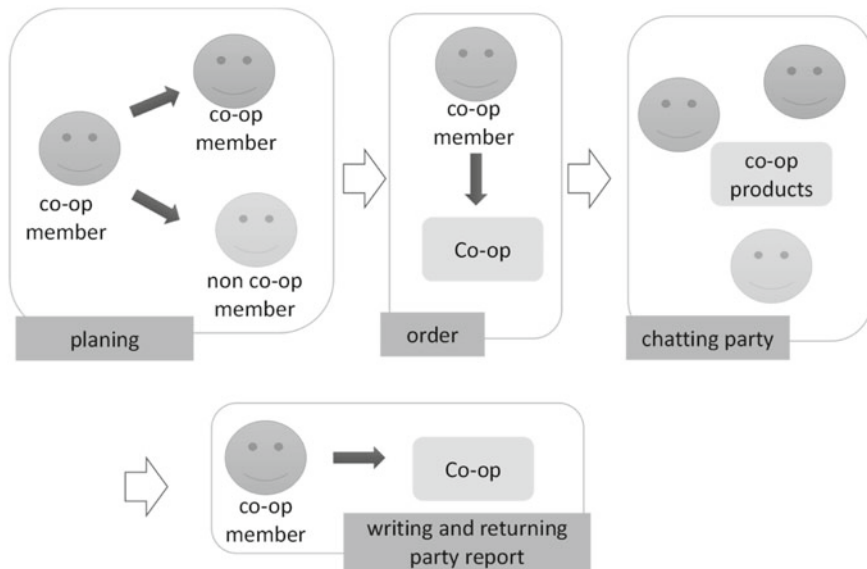 co-op
member
co-op
member
non co-op
member
planing
co-op
member
Co-op
order
co-op
products
chatting party
co-op
member
Co-op
writing and returning
party report